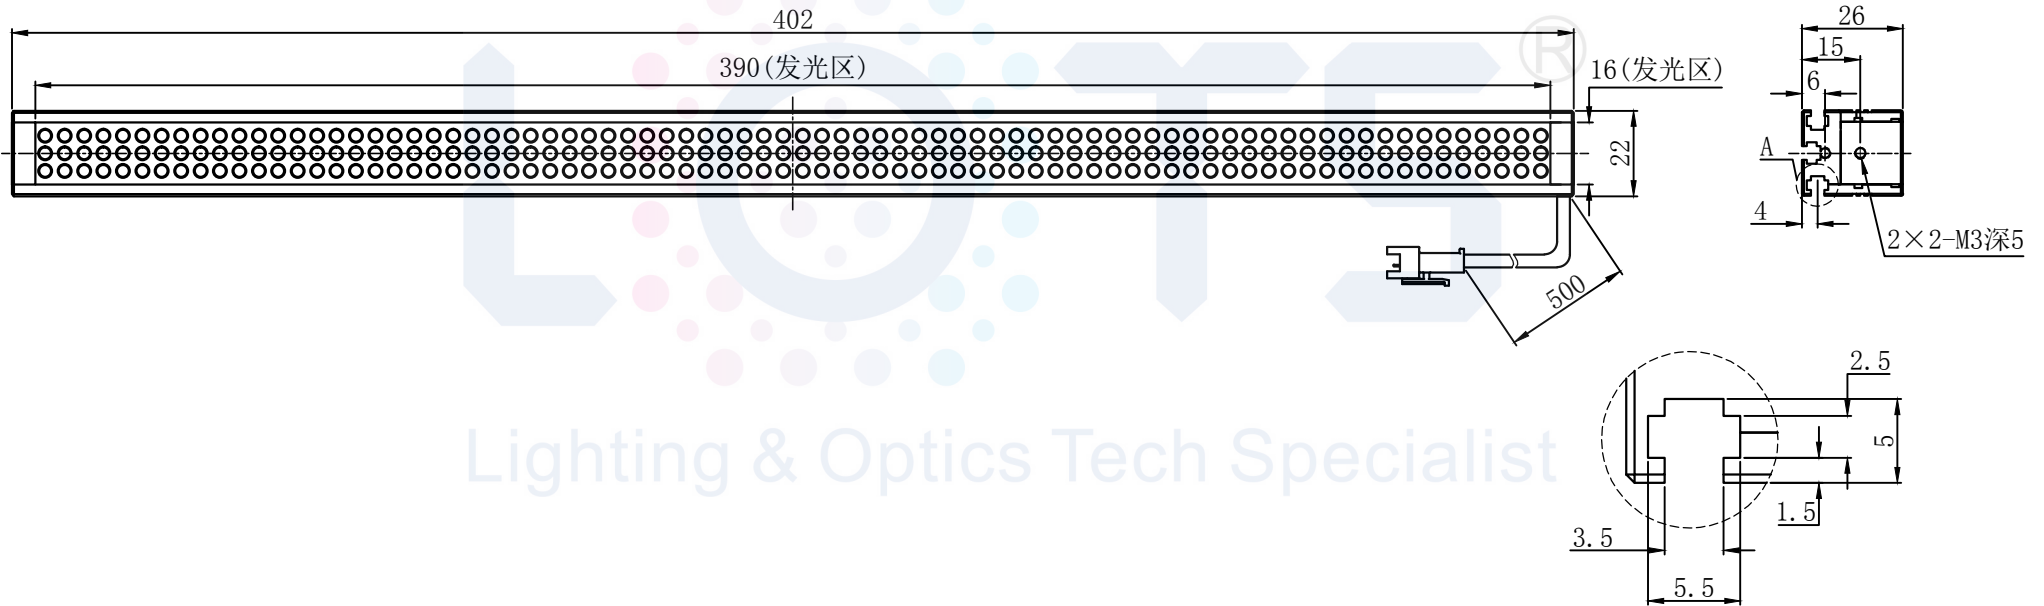 402
390(发光区)
16(发光区)
22
500
26
15
6
A
4
2×2-M3深5
2.5
5
1.5
3.5
5.5
LOTS®
Lighting & Optics Tech Specialist